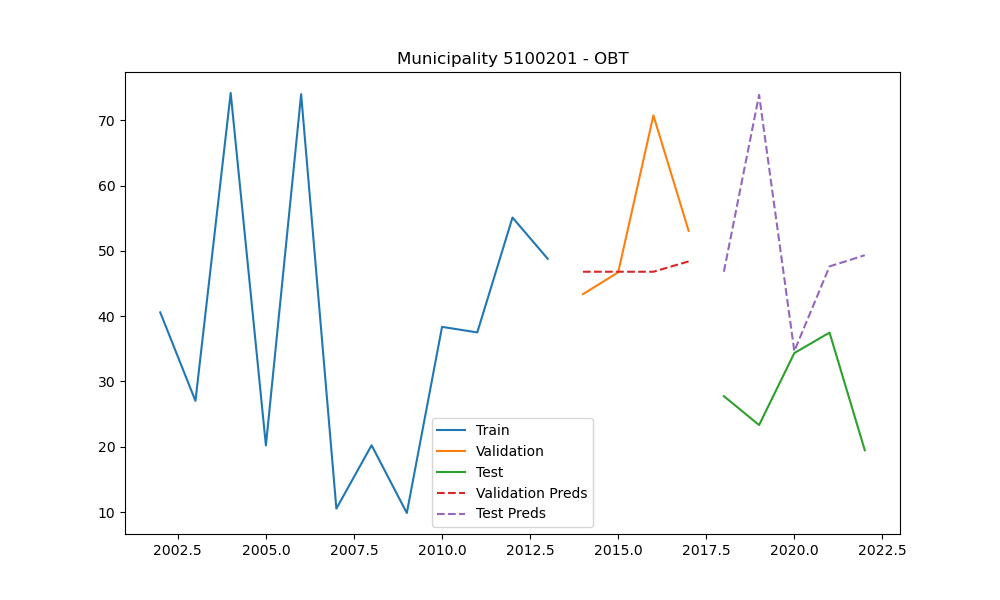 Municipality 5100201 - OBT
70
60
50
40
30
20
10
Train
Validation
Test
Validation Preds
Test Preds
2002.5 2005.0 2007.5 2010.0 2012.5 2015.0 2017.5 2020.0 2022.5